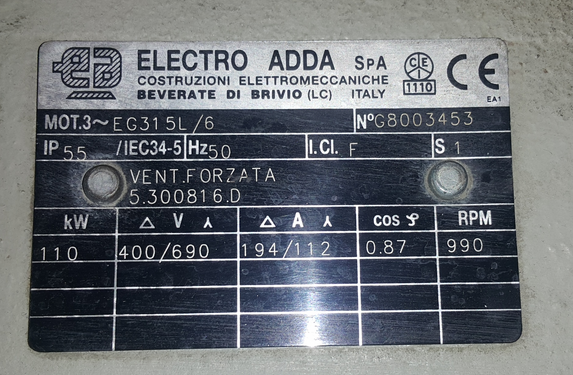 ea
ELECTRO ADDA SpA
COSTRUZIONI ELETTROMECCANICHE
BEVERATE DI BRIVIO (LC) ITALY
CEI
1110
CE
EA1
MOT.3~ EG315L/6 N°G8003453
IP 55 /IEC34-5 Hz 50 I.Cl. F S 1
VENT.FORZATA
5.300816.D
kW △ V ⅄ △ A ⅄ cos φ RPM
110 400/690 194/112 0.87 990